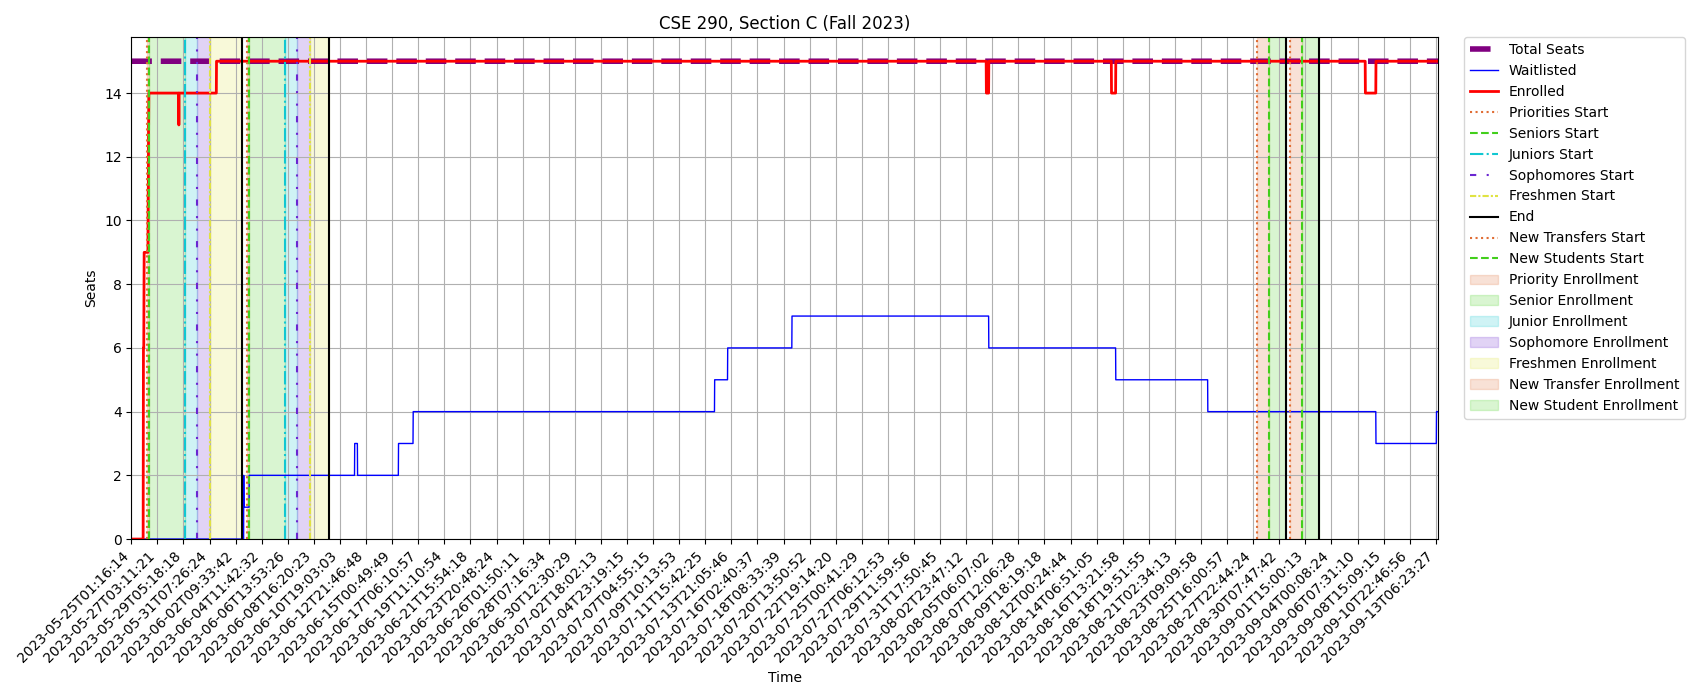 CSE 290, Section C (Fall 2023)
Seats
14
12
10
8
6
4
2
0
2023-05-25T01:16:14
2023-05-27T03:11:21
2023-05-29T05:18:18
2023-05-31T07:26:24
2023-06-02T09:33:42
2023-06-04T11:42:32
2023-06-06T13:53:26
2023-06-08T16:20:23
2023-06-10T19:03:03
2023-06-12T21:46:48
2023-06-15T00:49:49
2023-06-17T06:10:57
2023-06-19T11:10:54
2023-06-21T15:54:18
2023-06-23T20:48:24
2023-06-26T01:50:11
2023-06-28T07:16:34
2023-06-30T12:30:29
2023-07-02T18:02:13
2023-07-04T23:19:15
2023-07-07T04:55:15
2023-07-09T10:13:53
2023-07-11T15:42:25
2023-07-13T21:05:46
2023-07-16T02:40:37
2023-07-18T08:33:39
2023-07-20T13:50:52
2023-07-22T20:14:20
2023-07-25T00:41:29
2023-07-27T06:12:53
2023-07-29T11:59:56
2023-07-31T17:50:45
2023-08-02T23:47:12
2023-08-05T06:07:02
2023-08-07T12:06:28
2023-08-09T18:19:18
2023-08-12T00:24:44
2023-08-14T06:51:05
2023-08-16T13:21:58
2023-08-18T19:51:55
2023-08-21T02:34:13
2023-08-23T09:09:58
2023-08-25T16:00:57
2023-08-27T22:44:24
2023-08-30T07:47:42
2023-09-01T15:00:13
2023-09-04T00:08:24
2023-09-06T07:31:10
2023-09-08T15:09:15
2023-09-10T22:46:56
2023-09-13T06:23:27
Time
Total Seats
Waitlisted
Enrolled
Priorities Start
Seniors Start
Juniors Start
Sophomores Start
Freshmen Start
End
New Transfers Start
New Students Start
Priority Enrollment
Senior Enrollment
Junior Enrollment
Sophomore Enrollment
Freshmen Enrollment
New Transfer Enrollment
New Student Enrollment